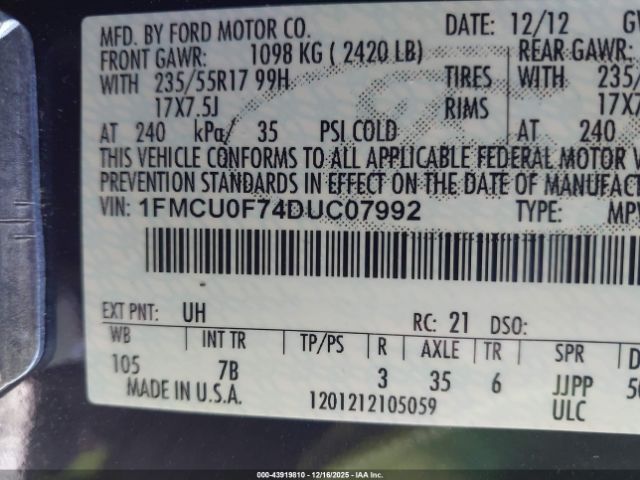 MFD. BY FORD MOTOR CO. DATE: 12/12
FRONT GAWR: 1098 KG ( 2420 LB) REAR GAWR:
WITH 235/55R17 99H TIRES WITH
17X7.5J RIMS
AT 240 kPa/ 35 PSI COLD AT 240
THIS VEHICLE CONFORMS TO ALL APPLICABLE FEDERAL MOTOR
PREVENTION STANDARDS IN EFFECT ON THE DATE OF
VIN: 1FMCU0F74DUC07992 TYPE:
EXT PNT: UH RC: 21 DSO:
WB INT TR TP/PS R AXLE TR SPR
105 7B 3 35 6 JJPP
MADE IN U.S.A. 1201212105059 ULC
000-43919810 - 12/16/2025 - IAA Inc.